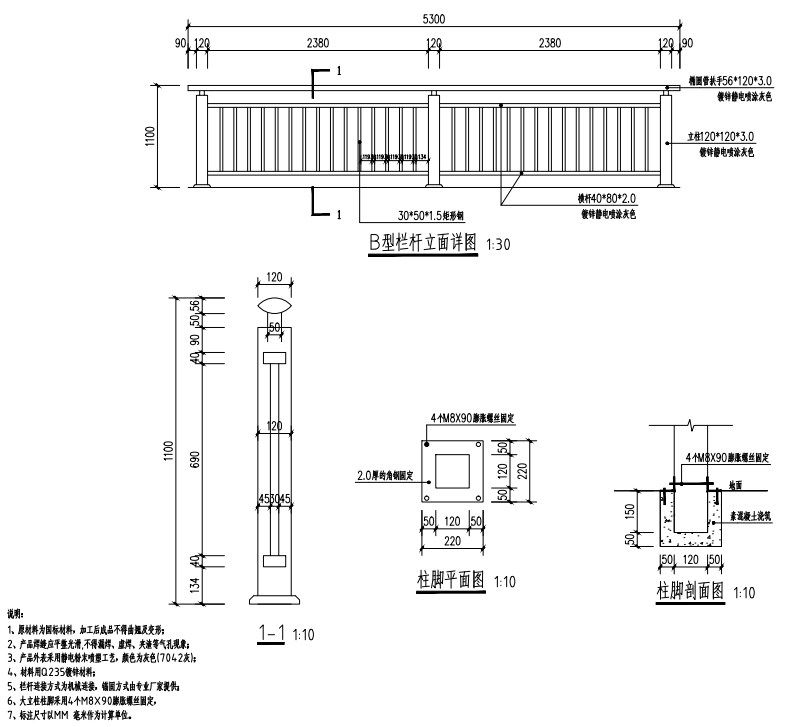 5300
90 120 2380 120 2380 120 90
1
椭圆管扶手56*120*3.0
镀锌静电喷涂灰色
1100
立柱120*120*3.0
镀锌静电喷涂灰色
横杆40*80*2.0
镀锌静电喷涂灰色
1
30*50*1.5矩形钢
B型栏杆立面详图 1:30
120
56
50
50
90
40
120
1100
690
453045
40
134
1-1 1:10
4个M8X90膨胀螺丝固定
2.0厚的角钢固定
50
120
50
220
50 120 50
220
柱脚平面图 1:10
4个M8X90膨胀螺丝固定
地面
素混凝土浇筑
150
50
50 120 50
柱脚剖面图 1:10
说明:
1、原材料为国标材料，加工后成品不得曲翘及变形;
2、产品焊缝应平整光滑,不得漏焊、虚焊、夹渣等气孔现象;
3、产品外表采用静电粉末喷塑工艺，颜色为灰色(7042灰);
4、材料用Q235镀锌材料;
5、栏杆连接方式为机械连接，锚固方式由专业厂家提供;
6、大立柱柱脚采用4个M8X90膨胀螺丝固定,
7、标注尺寸以MM 毫米作为计算单位。